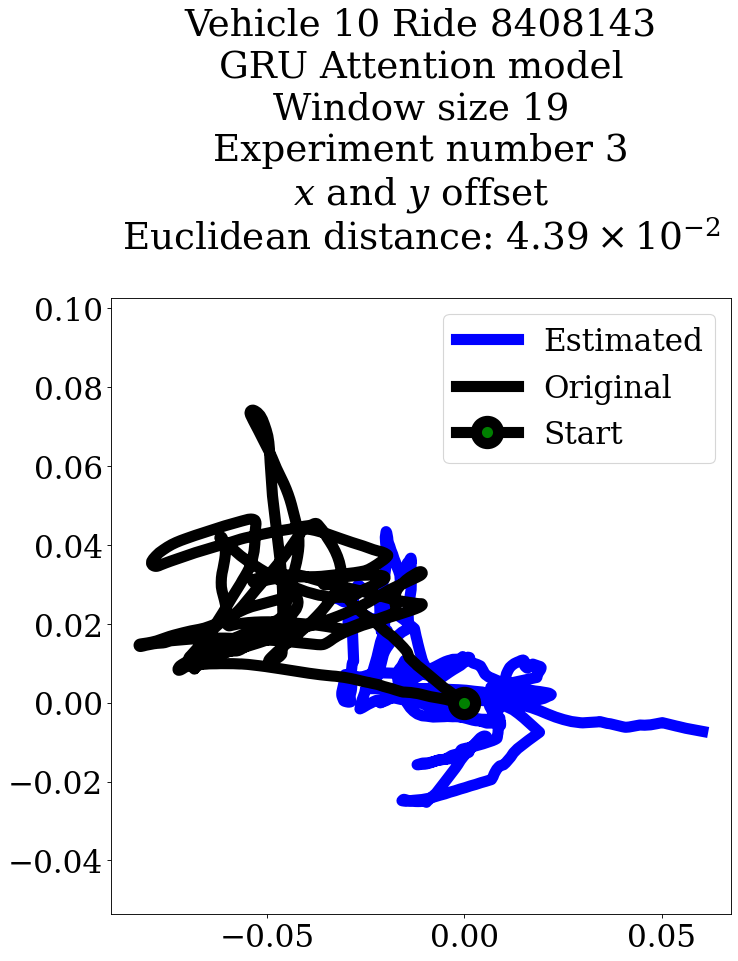 Vehicle 10 Ride 8408143
GRU Attention model
Window size 19
Experiment number 3
x and y offset
Euclidean distance: 4.39 × 10⁻²
0.10
0.08
0.06
0.04
0.02
0.00
−0.02
−0.04
Estimated
Original
Start
−0.05
0.00
0.05